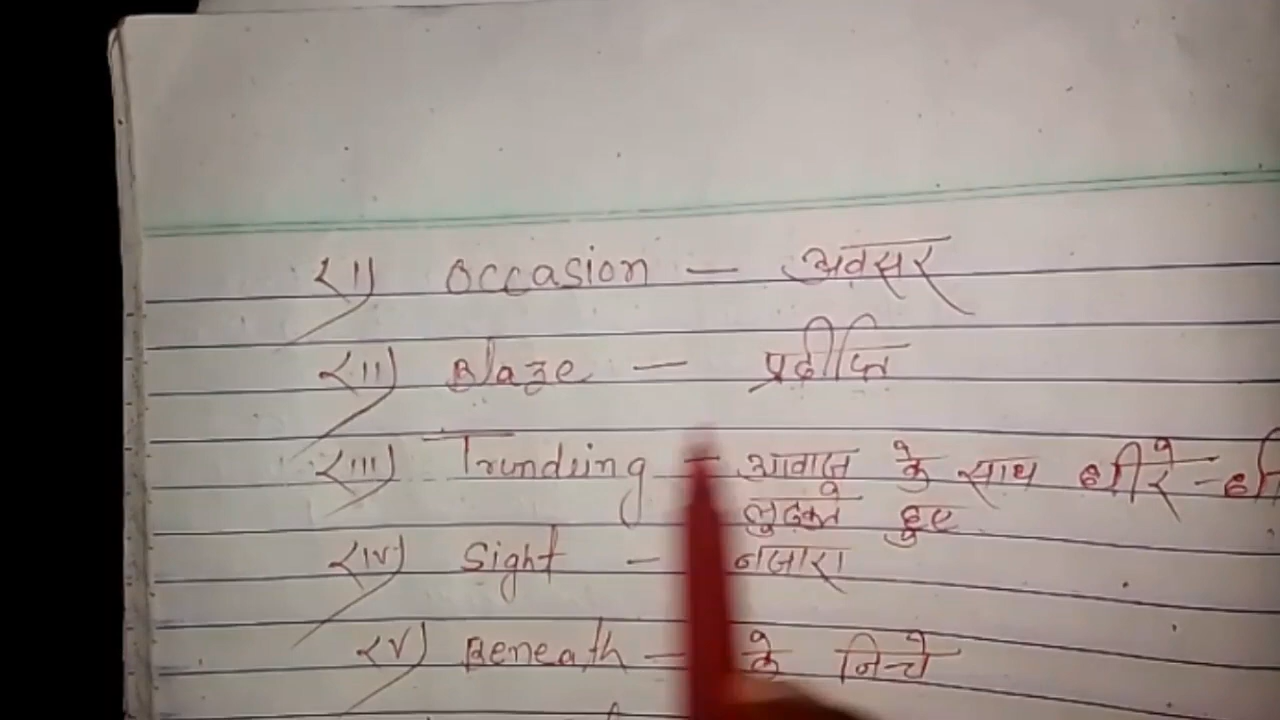 (i) Occasion — अवसर
(ii) Blaze — प्रदीप्ति
(iii) Trundling — आवाज के साथ धीरे-
लुढ़कते हुए
(iv) Sight — नजारा
(v) Beneath — के निचे